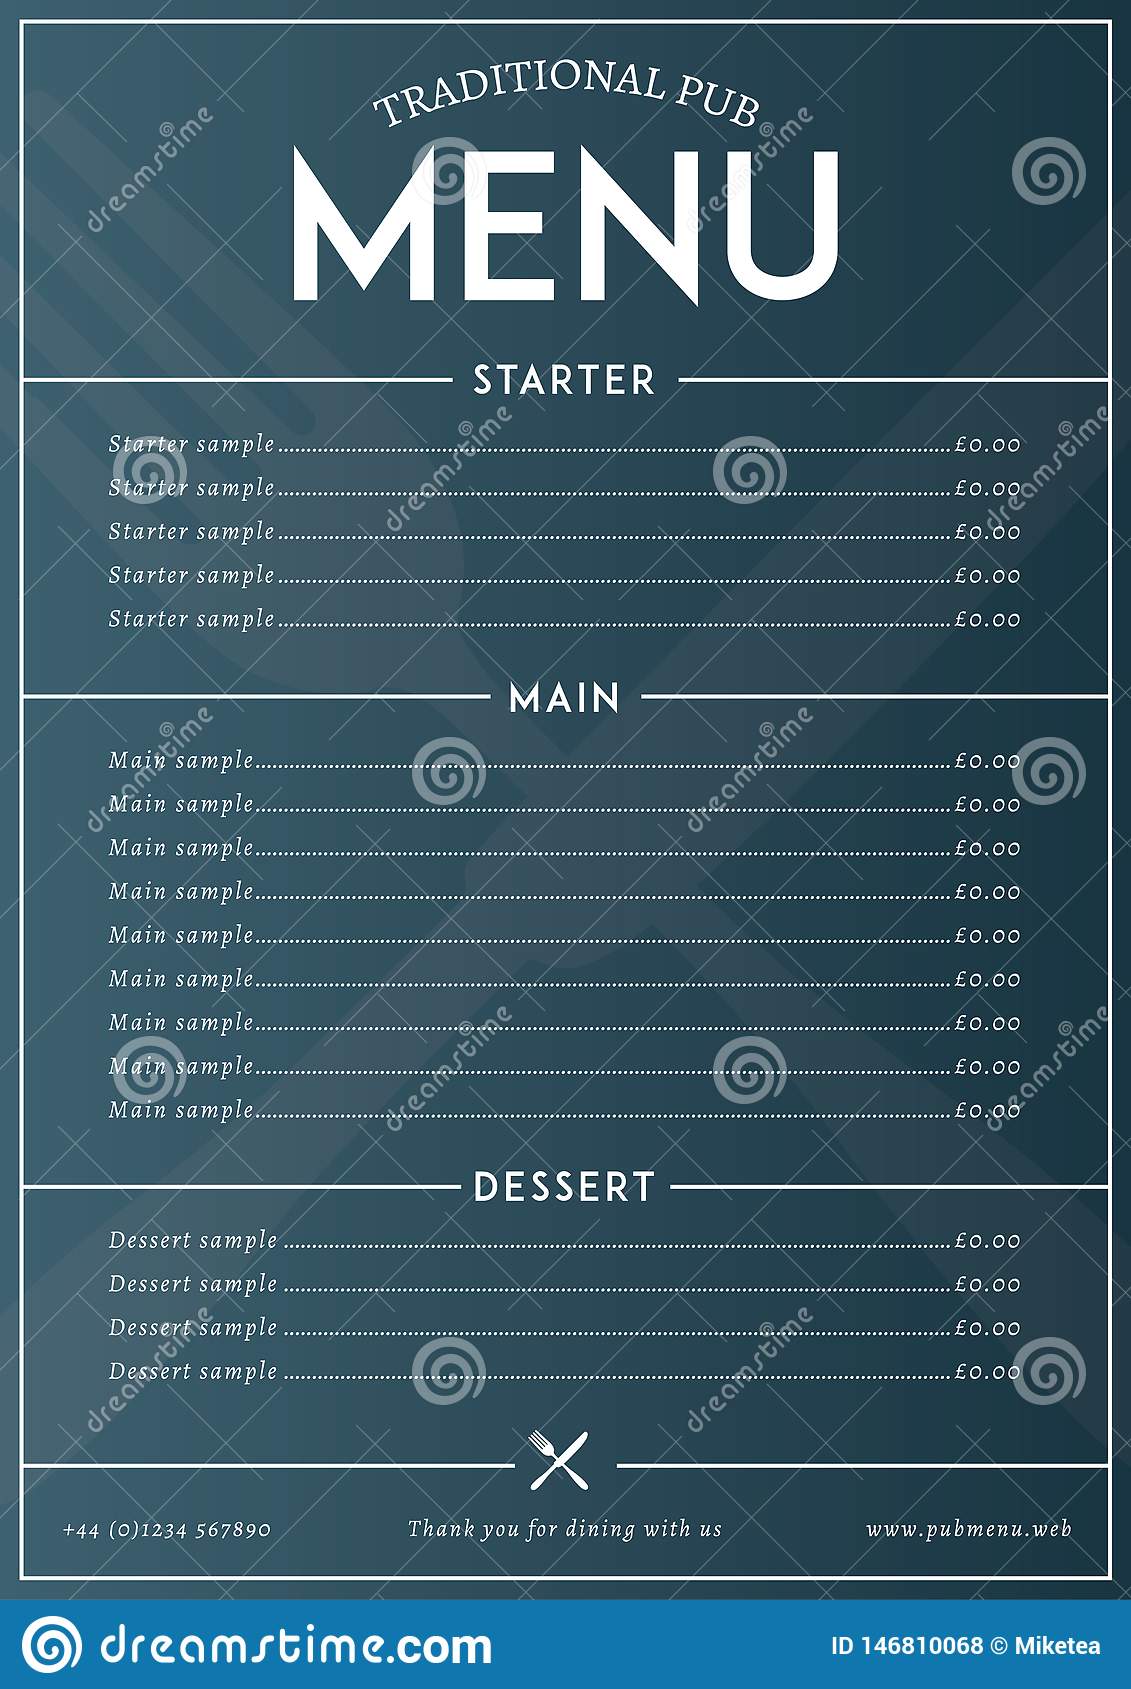 TRADITIONAL PUB
MENU
STARTER
Starter sample £0.00
Starter sample £0.00
Starter sample £0.00
Starter sample £0.00
Starter sample £0.00
MAIN
Main sample £0.00
Main sample £0.00
Main sample £0.00
Main sample £0.00
Main sample £0.00
Main sample £0.00
Main sample £0.00
Main sample £0.00
Main sample £0.00
DESSERT
Dessert sample £0.00
Dessert sample £0.00
Dessert sample £0.00
Dessert sample £0.00
+44 (0)1234 567890 Thank you for dining with us www.pubmenu.web
dreamstime.com ID 146810068 © Miketea